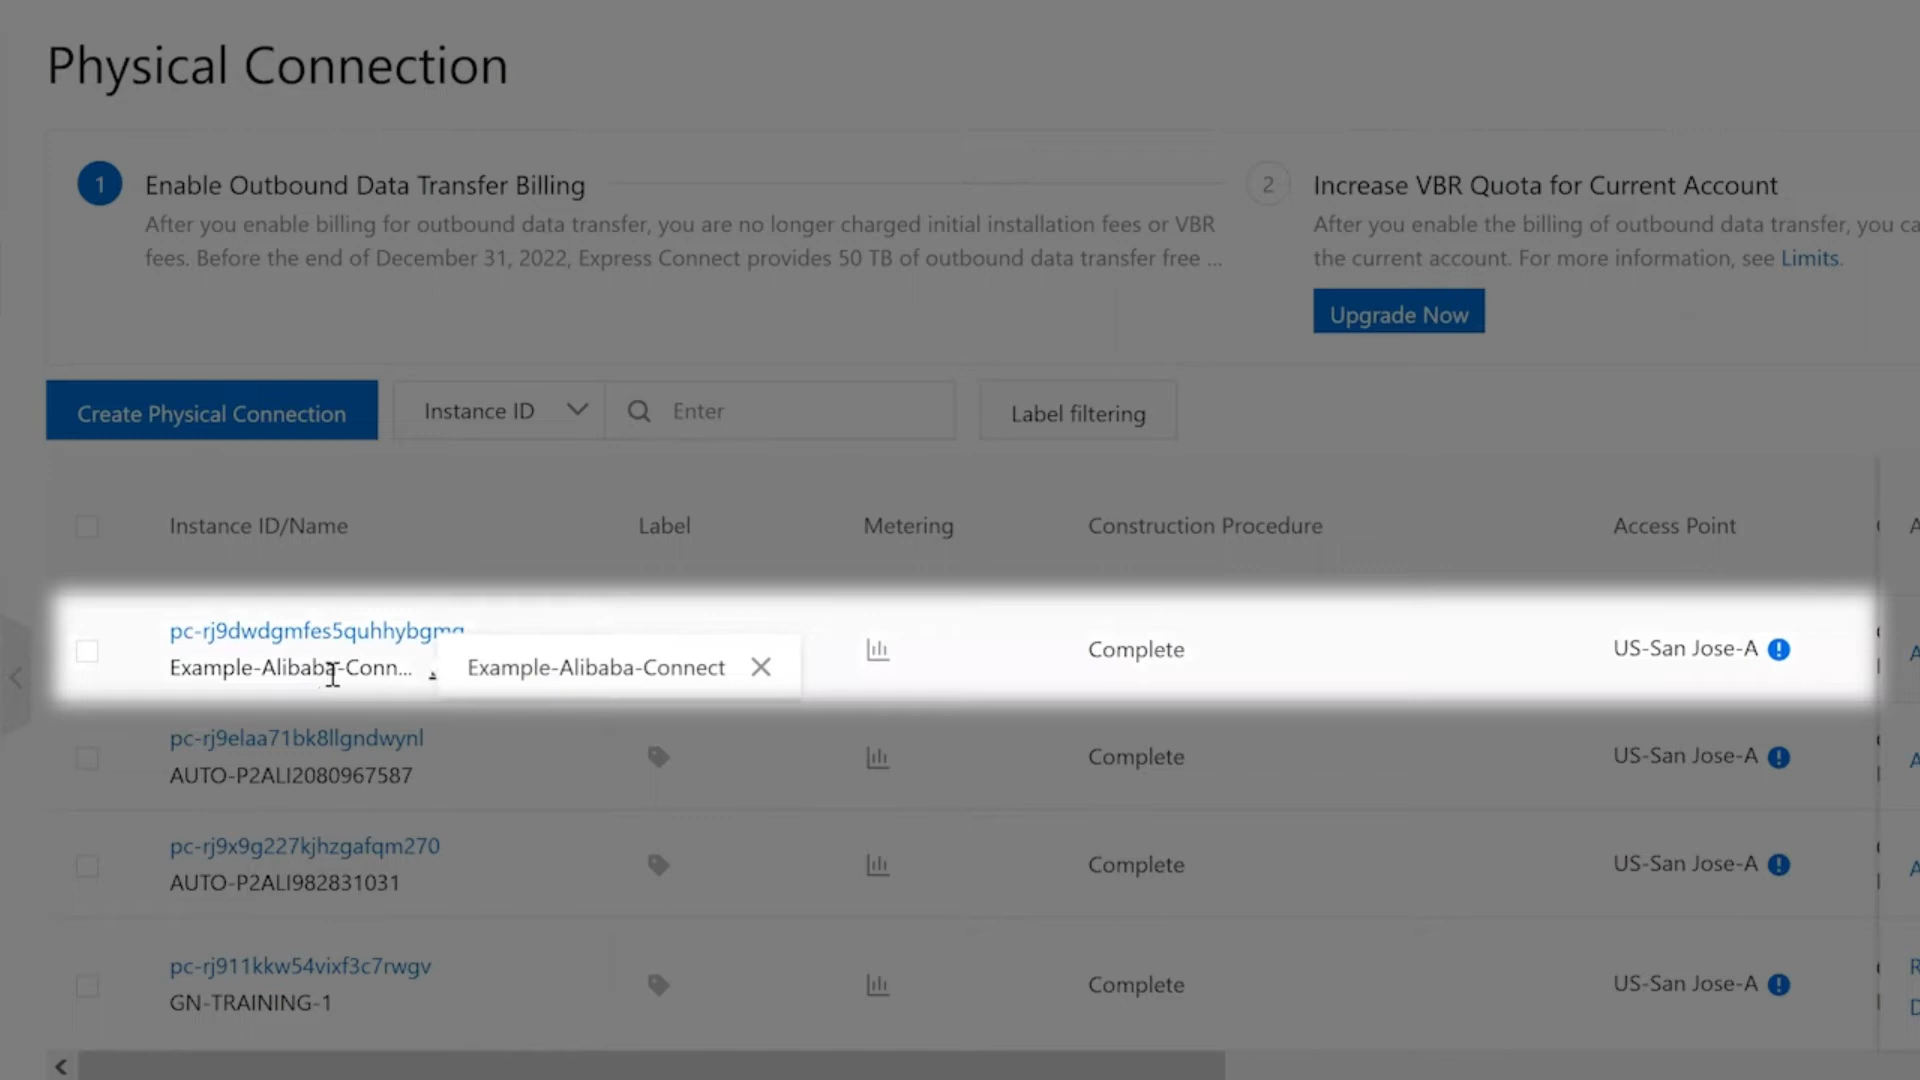 Physical Connection
1 Enable Outbound Data Transfer Billing
After you enable billing for outbound data transfer, you are no longer charged initial installation fees or VBR
fees. Before the end of December 31, 2022, Express Connect provides 50 TB of outbound data transfer free ...
2 Increase VBR Quota for Current Account
After you enable the billing of outbound data transfer, you ca
the current account. For more information, see Limits.
Upgrade Now
Create Physical Connection Instance ID Enter Label filtering
Instance ID/Name Label Metering Construction Procedure Access Point A
pc-rj9dwdgmfes5quhhybgmq
Example-Alibaba-Conn... Example-Alibaba-Connect Complete US-San Jose-A A
pc-rj9elaa71bk8llgndwynl
AUTO-P2ALI2080967587 Complete US-San Jose-A A
pc-rj9x9g227kjhzgafqm270
AUTO-P2ALI982831031 Complete US-San Jose-A A
pc-rj911kkw54vixf3c7rwgv R
GN-TRAINING-1 Complete US-San Jose-A D